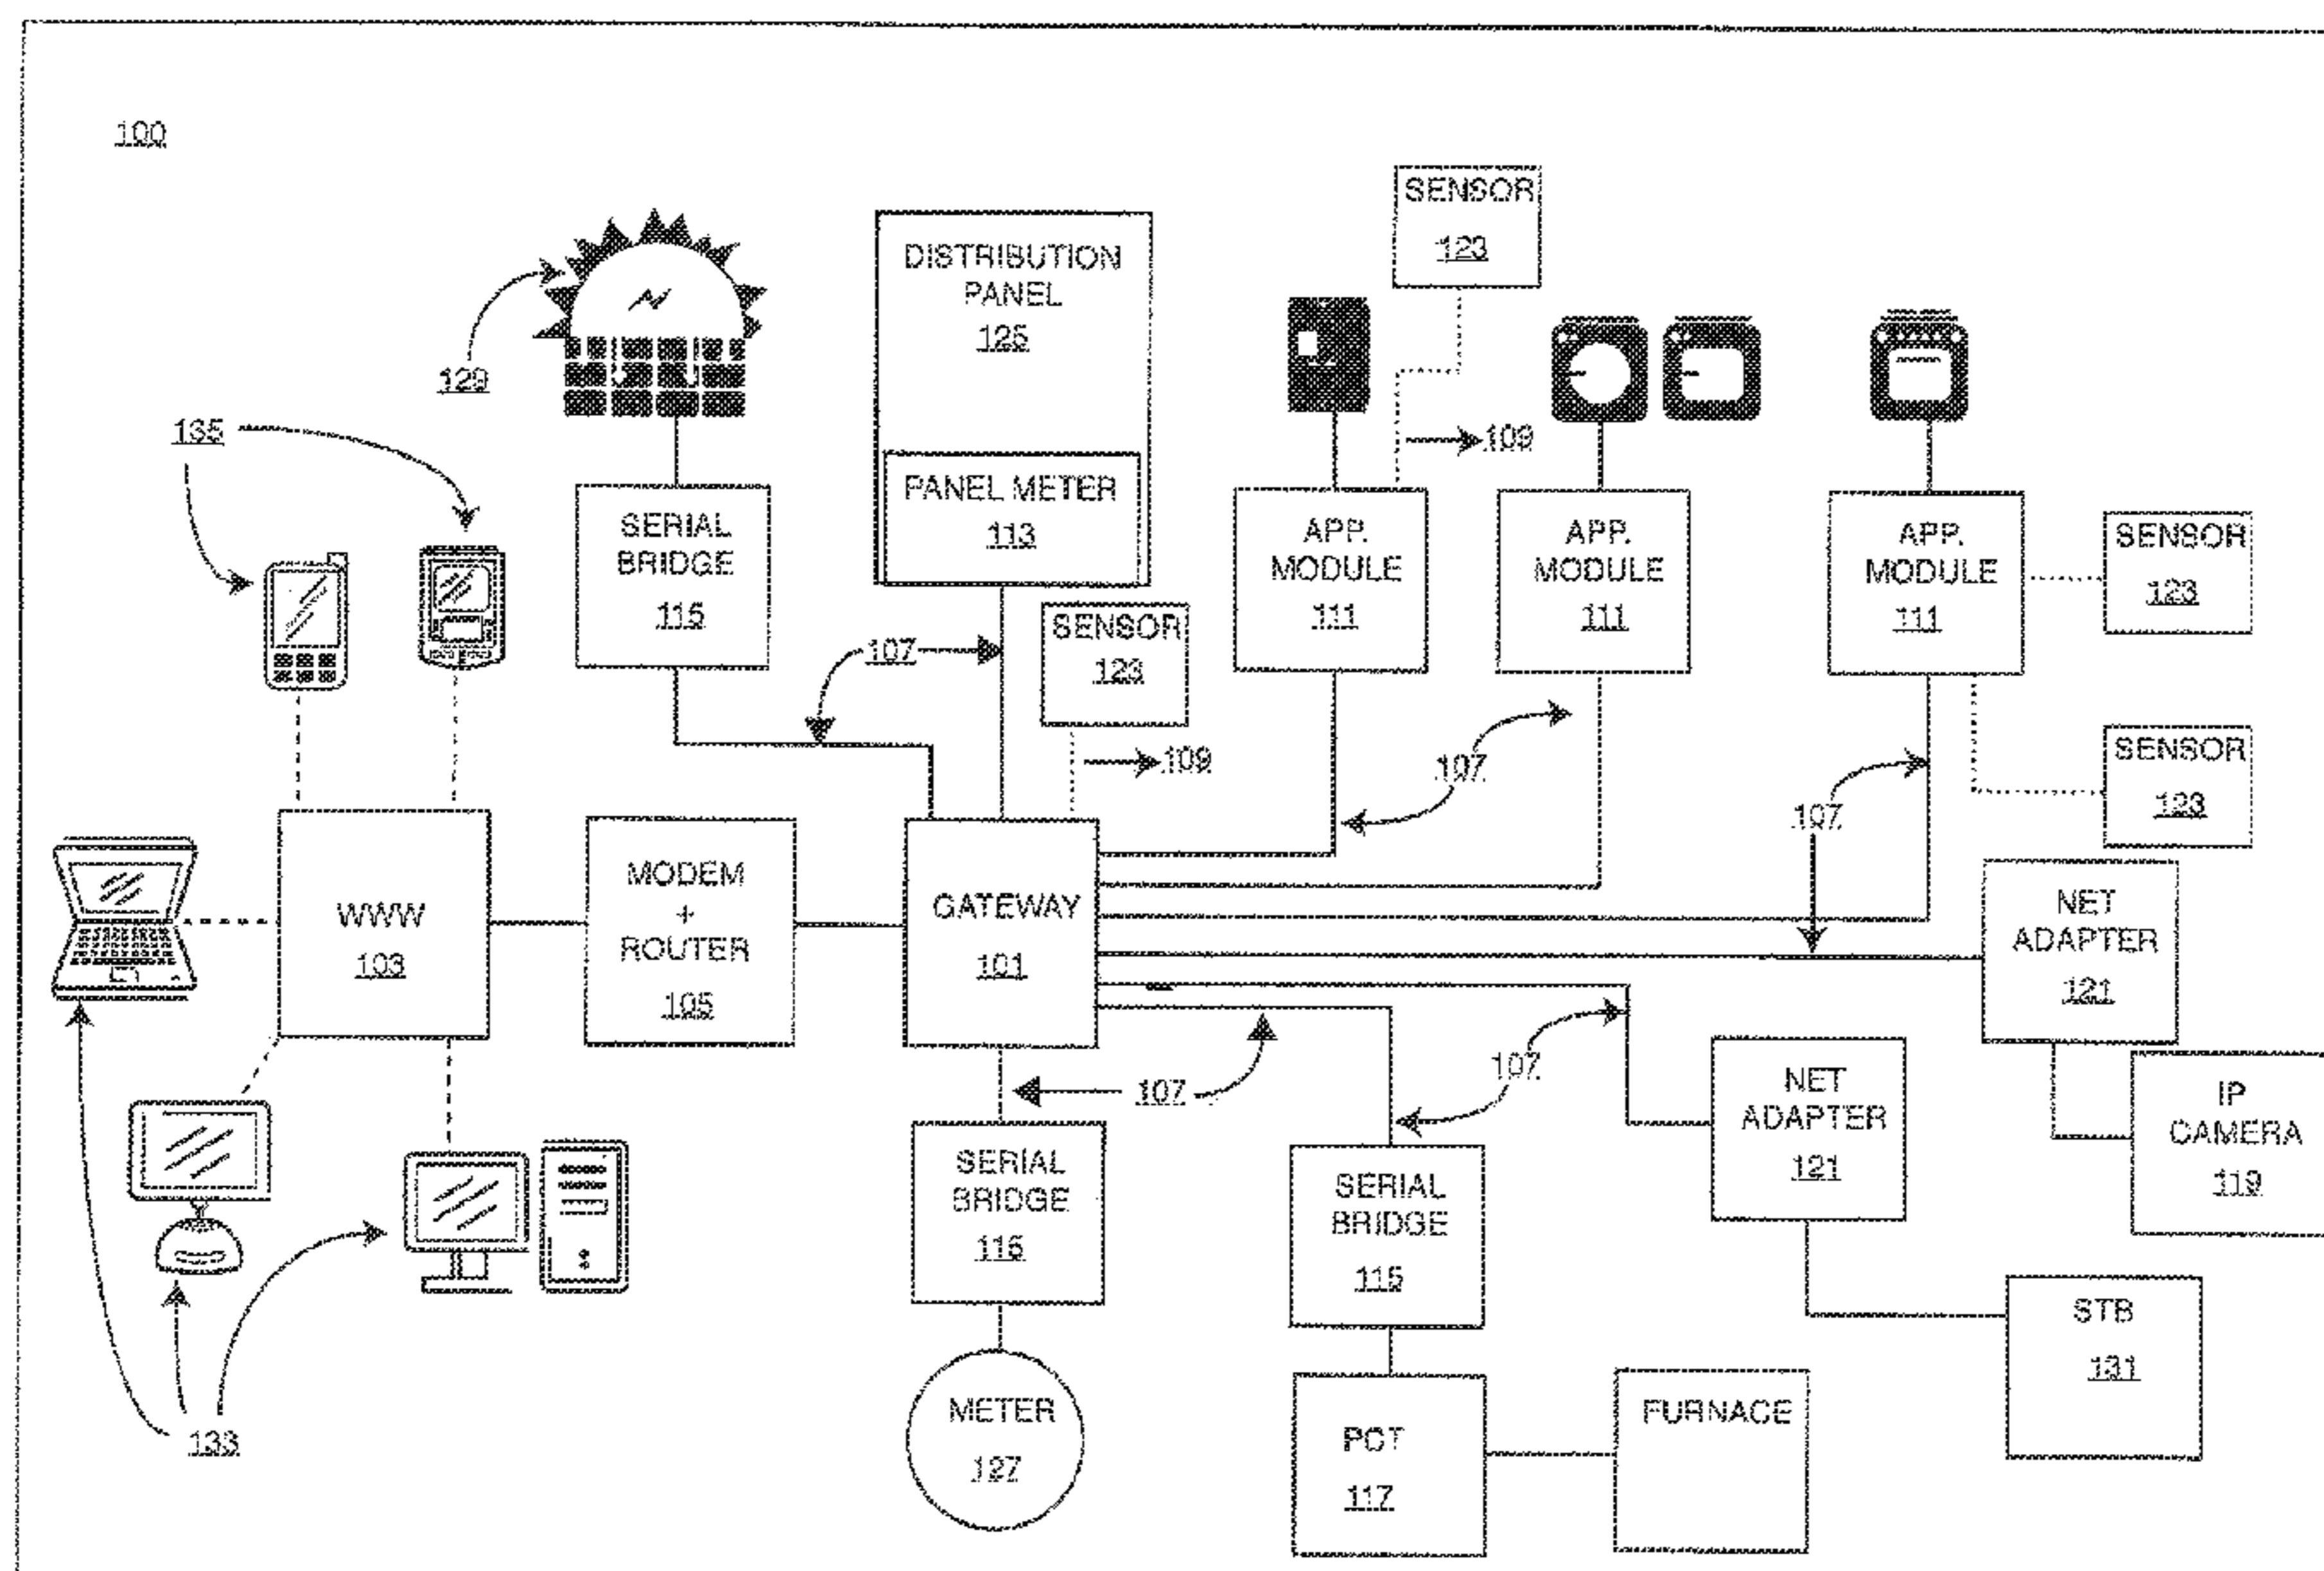 100
SENSOR
123
DISTRIBUTION
PANEL
125
129
135
109
PANEL METER
113
SERIAL
BRIDGE
115
APP.
MODULE
111
APP.
MODULE
111
APP.
MODULE
111
SENSOR
123
SENSOR
123
107
109
107
107
SENSOR
123
WWW
103
MODEM
+
ROUTER
105
GATEWAY
101
NET
ADAPTER
121
107
107
NET
ADAPTER
121
IP
CAMERA
119
SERIAL
BRIDGE
115
SERIAL
BRIDGE
115
STB
131
METER
127
PCT
117
FURNACE
133